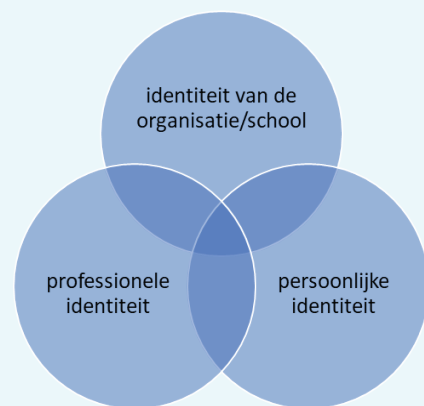 identiteit van de
organisatie/school
professionele
identiteit
persoonlijke
identiteit